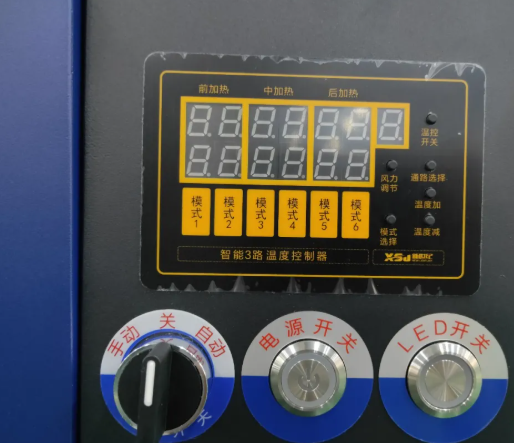 前加热 中加热 后加热
温控开关
风力调节 通路选择
温度加
模式1 模式2 模式3 模式4 模式5 模式6
模式选择 温度减
智能3路温度控制器
手动 关 自动
电源开关
LED开关